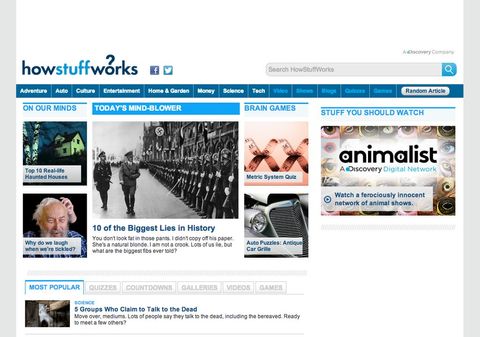 A Discovery Company
howstuffworks
Search HowStuffWorks
Adventure Auto Culture Entertainment Home & Garden Money Science Tech Video Shows Blogs Quizzes Games Random Article
ON OUR MINDS
Top 10 Real-life
Haunted Houses
Why do we laugh
when we're tickled?
TODAY'S MIND-BLOWER
10 of the Biggest Lies in History
You don't look fat in those pants. I didn't copy off his paper.
She's a natural blonde. I am not a crook. Lots of us lie, but
what are the biggest fibs ever told?
BRAIN GAMES
Metric System Quiz
Auto Puzzles: Antique
Car Grille
STUFF YOU SHOULD WATCH
animalist
A Discovery Digital Network
Watch a ferociously innocent
network of animal shows.
MOST POPULAR QUIZZES COUNTDOWNS GALLERIES VIDEOS GAMES
SCIENCE
5 Groups Who Claim to Talk to the Dead
Move over, mediums. Lots of people say they talk to the dead, including the bereaved. Ready
to meet a few others?